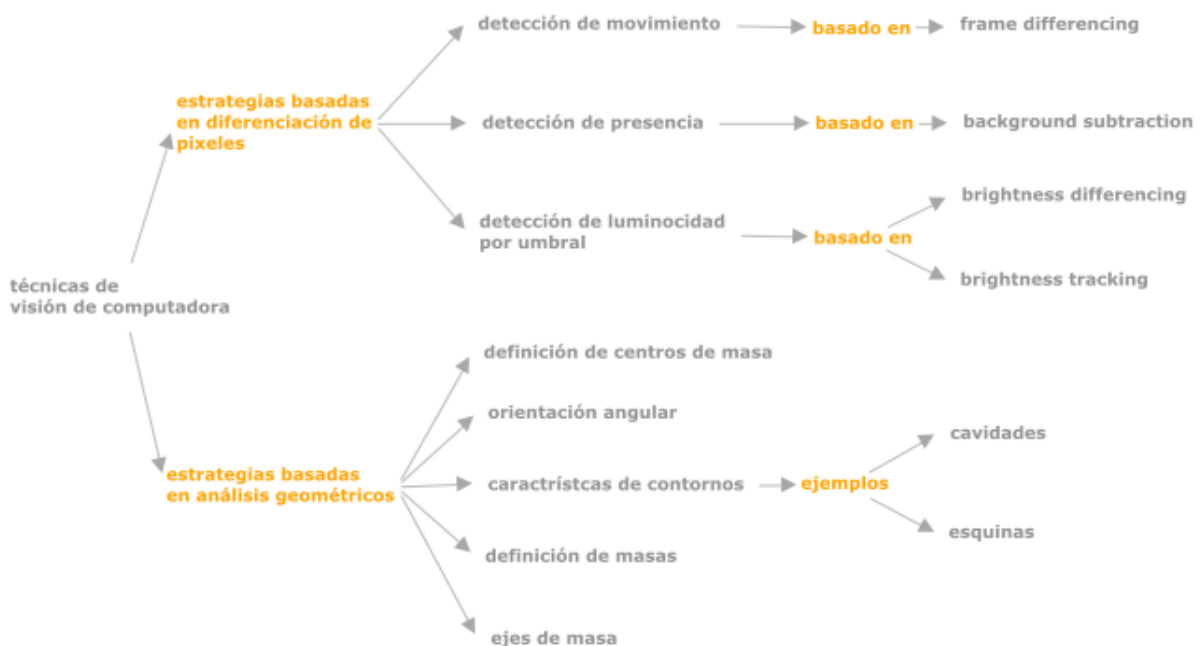 detección de movimiento
basado en
frame differencing
estrategias basadas
en diferenciación de
pixeles
detección de presencia
basado en
background subtraction
detección de luminocidad
por umbral
basado en
brightness differencing
brightness tracking
técnicas de
visión de computadora
definición de centros de masa
orientación angular
estrategias basadas
en análisis geométricos
caractrístcas de contornos
ejemplos
cavidades
esquinas
definición de masas
ejes de masa